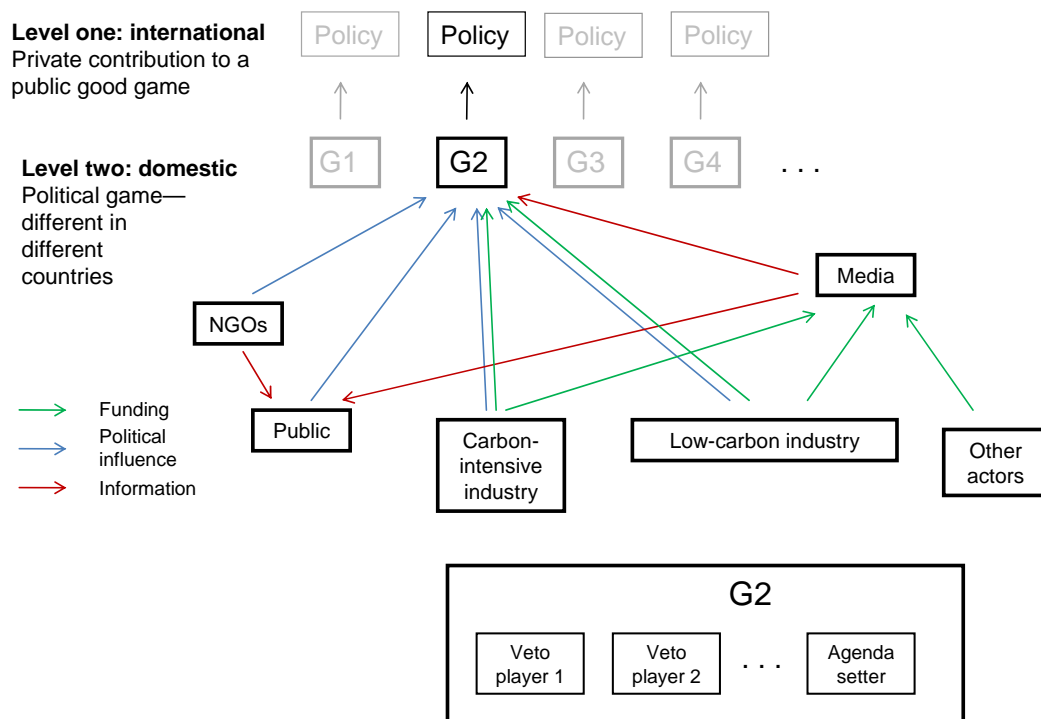 Level one: international
Private contribution to a
public good game
Policy
Policy
Policy
Policy
Level two: domestic
Political game—
different in
different
countries
G1
G2
G3
G4
. . .
Media
NGOs
Public
Carbon-
intensive
industry
Low-carbon industry
Other
actors
Funding
Political
influence
Information
G2
Veto
player 1
Veto
player 2
. . .
Agenda
setter